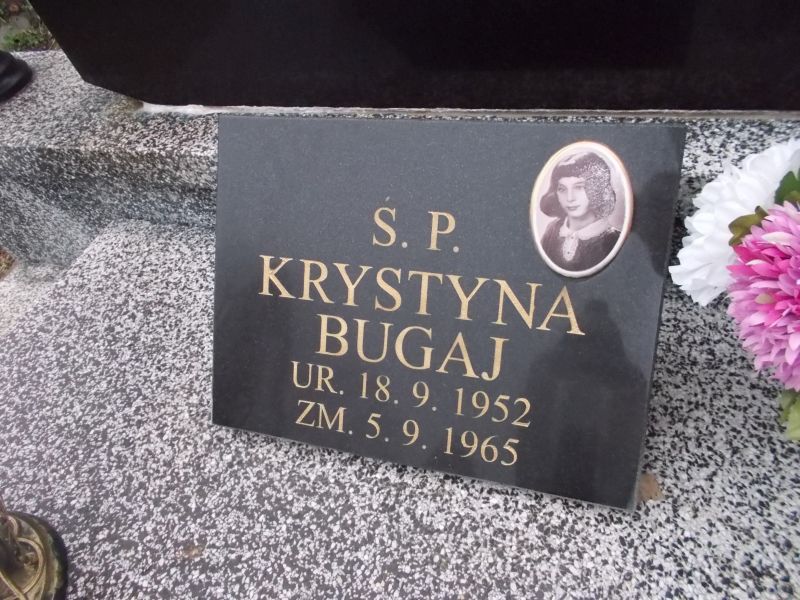 Ś. P.
KRYSTYNA
BUGAJ
UR. 18. 9. 1952
ZM. 5. 9. 1965